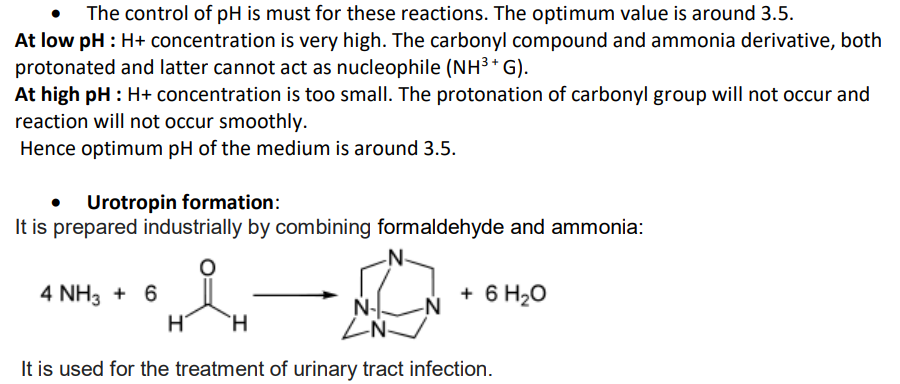 • The control of pH is must for these reactions. The optimum value is around 3.5.
At low pH : H+ concentration is very high. The carbonyl compound and ammonia derivative, both
protonated and latter cannot act as nucleophile (NH³⁺ G).
At high pH : H+ concentration is too small. The protonation of carbonyl group will not occur and
reaction will not occur smoothly.
Hence optimum pH of the medium is around 3.5.
• Urotropin formation:
It is prepared industrially by combining formaldehyde and ammonia:
O N
4 NH₃ + 6 + 6 H₂O
H H N N
N
It is used for the treatment of urinary tract infection.